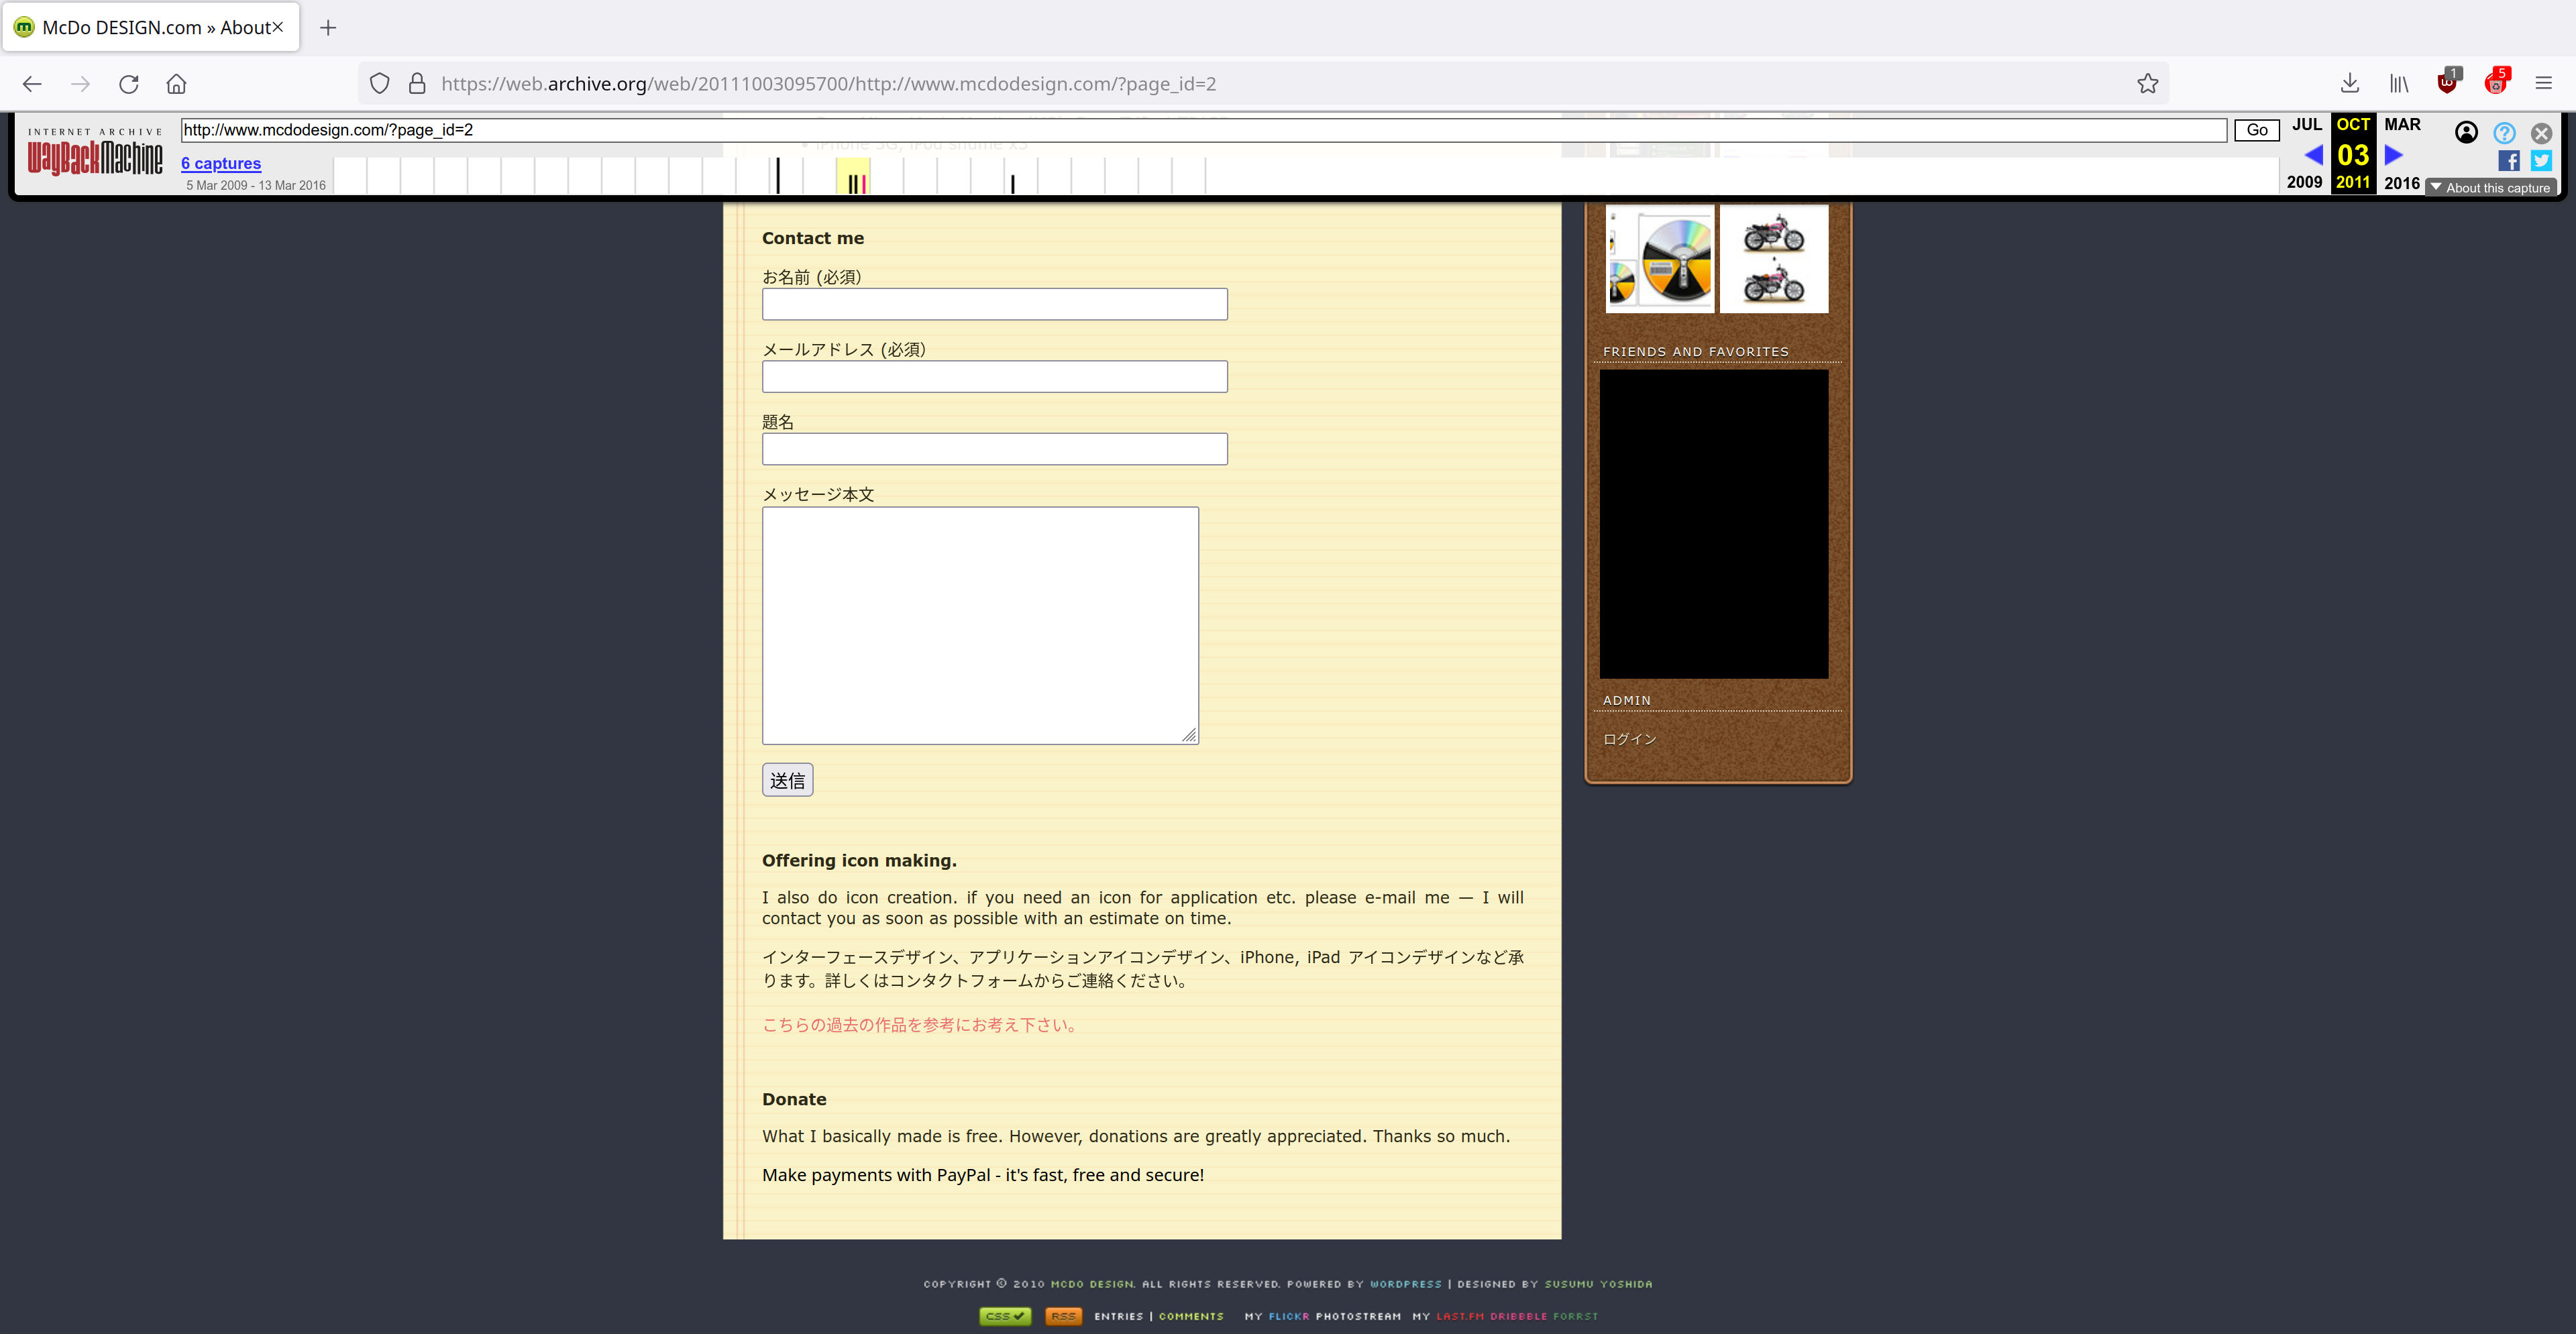 McDo DESIGN.com » About
https://web.archive.org/web/20111003095700/http://www.mcdodesign.com/?page_id=2
1
5
INTERNET ARCHIVE
WayBackMachine
http://www.mcdodesign.com/?page_id=2
Go
JUL OCT MAR
6 captures
03
5 Mar 2009 - 13 Mar 2016
2009 2011 2016
About this capture
Contact me
お名前 (必須)
メールアドレス (必須)
題名
メッセージ本文
送信
Offering icon making.
I also do icon creation. if you need an icon for application etc. please e-mail me — I will
contact you as soon as possible with an estimate on time.
インターフェースデザイン、アプリケーションアイコンデザイン、iPhone, iPad アイコンデザインなど承
ります。詳しくはコンタクトフォームからご連絡ください。
こちらの過去の作品を参考にお考え下さい。
Donate
What I basically made is free. However, donations are greatly appreciated. Thanks so much.
Make payments with PayPal - it's fast, free and secure!
FRIENDS AND FAVORITES
ADMIN
ログイン
COPYRIGHT © 2010 MCDO DESIGN. ALL RIGHTS RESERVED. POWERED BY WORDPRESS | DESIGNED BY SUSUMU YOSHIDA
CSS RSS ENTRIES | COMMENTS MY FLICKR PHOTOSTREAM MY LAST.FM DRIBBBLE FORRST